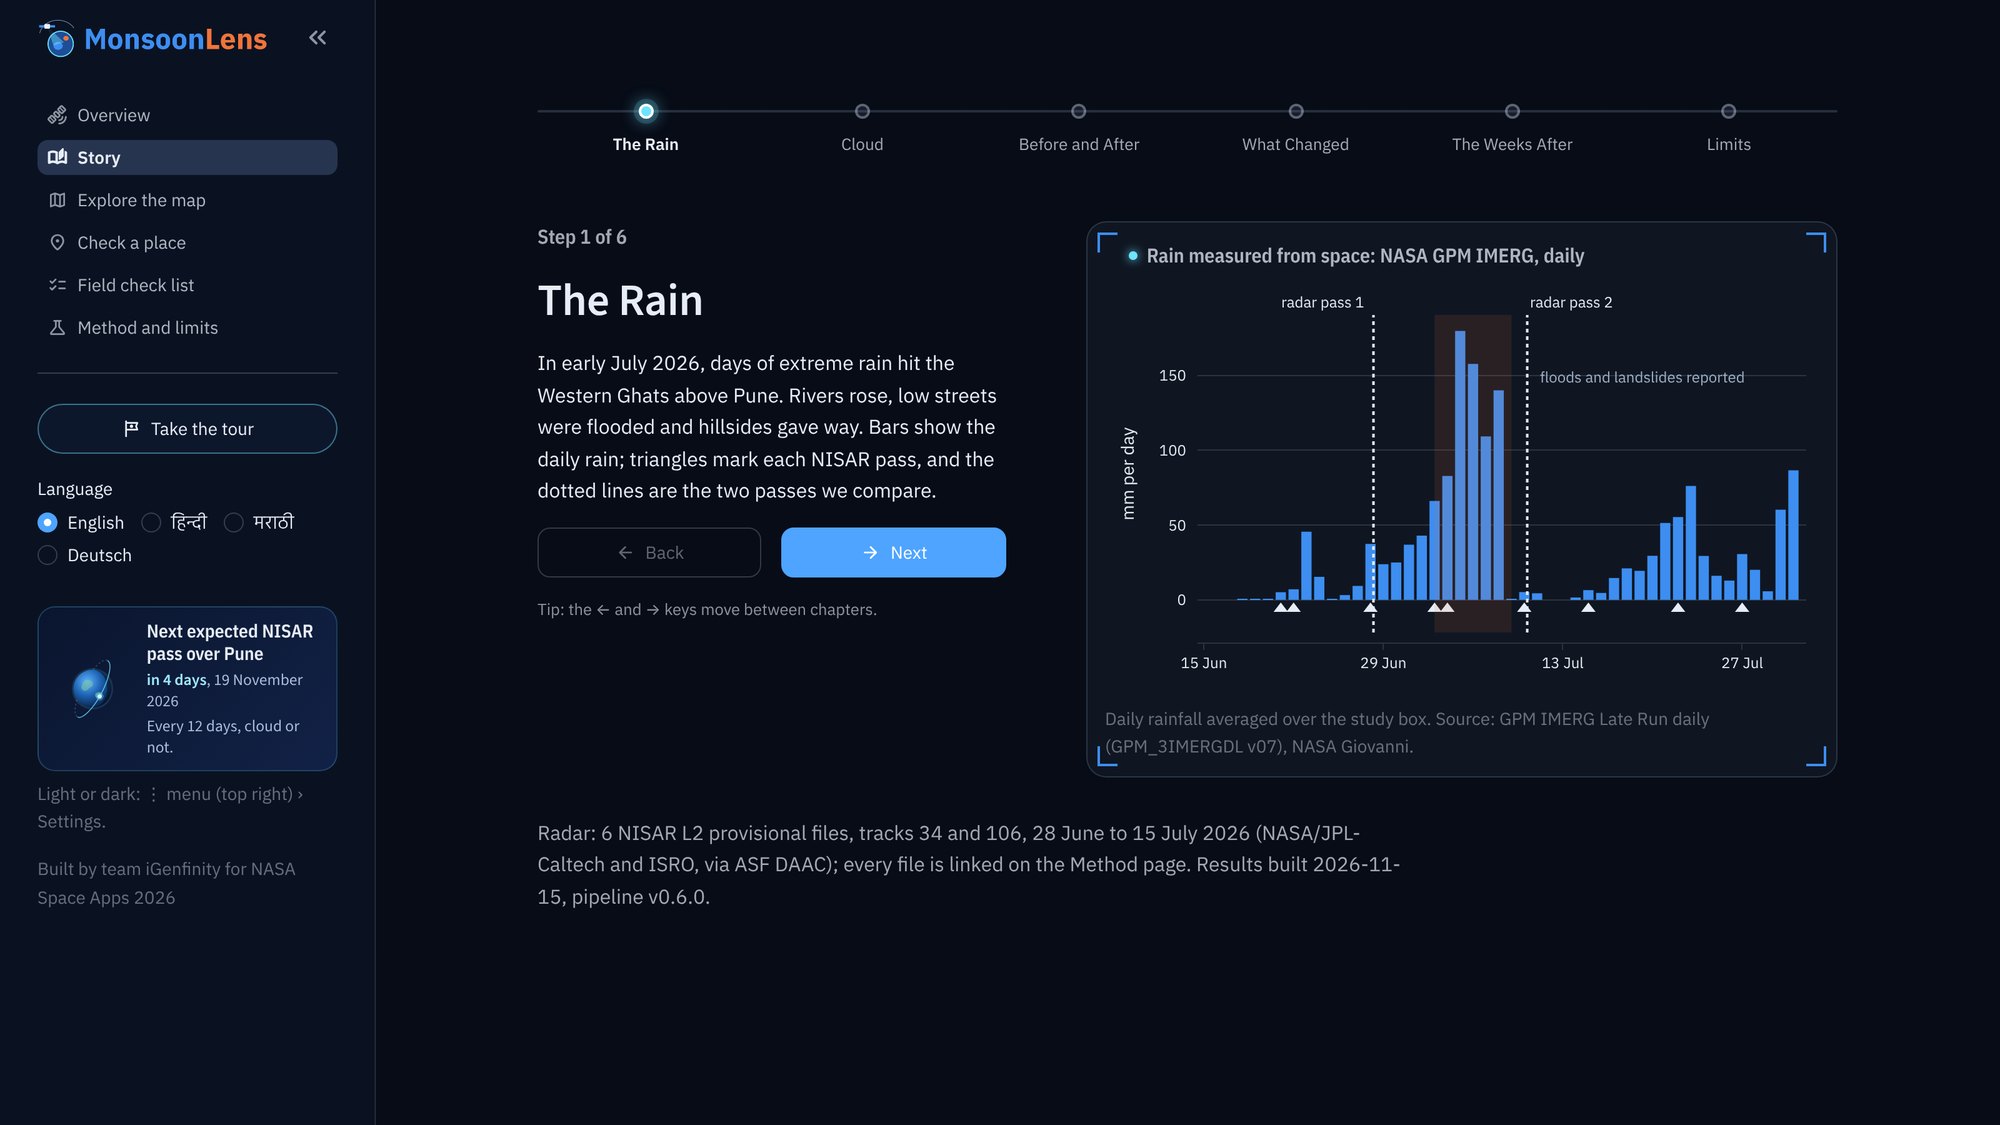 MonsoonLens
Overview
Story
Explore the map
Check a place
Field check list
Method and limits
Take the tour
Language
English
हिन्दी
मराठी
Deutsch
Next expected NISAR
pass over Pune
in 4 days, 19 November
2026
Every 12 days, cloud or
not.
Light or dark: ⋮ menu (top right) ›
Settings.
Built by team iGenfinity for NASA
Space Apps 2026
The Rain
Cloud
Before and After
What Changed
The Weeks After
Limits
Step 1 of 6
The Rain
In early July 2026, days of extreme rain hit the
Western Ghats above Pune. Rivers rose, low streets
were flooded and hillsides gave way. Bars show the
daily rain; triangles mark each NISAR pass, and the
dotted lines are the two passes we compare.
← Back
→ Next
Tip: the ← and → keys move between chapters.
Rain measured from space: NASA GPM IMERG, daily
radar pass 1
radar pass 2
floods and landslides reported
mm per day
150
100
50
0
15 Jun
29 Jun
13 Jul
27 Jul
Daily rainfall averaged over the study box. Source: GPM IMERG Late Run daily
(GPM_3IMERGDL v07), NASA Giovanni.
Radar: 6 NISAR L2 provisional files, tracks 34 and 106, 28 June to 15 July 2026 (NASA/JPL-
Caltech and ISRO, via ASF DAAC); every file is linked on the Method page. Results built 2026-11-
15, pipeline v0.6.0.